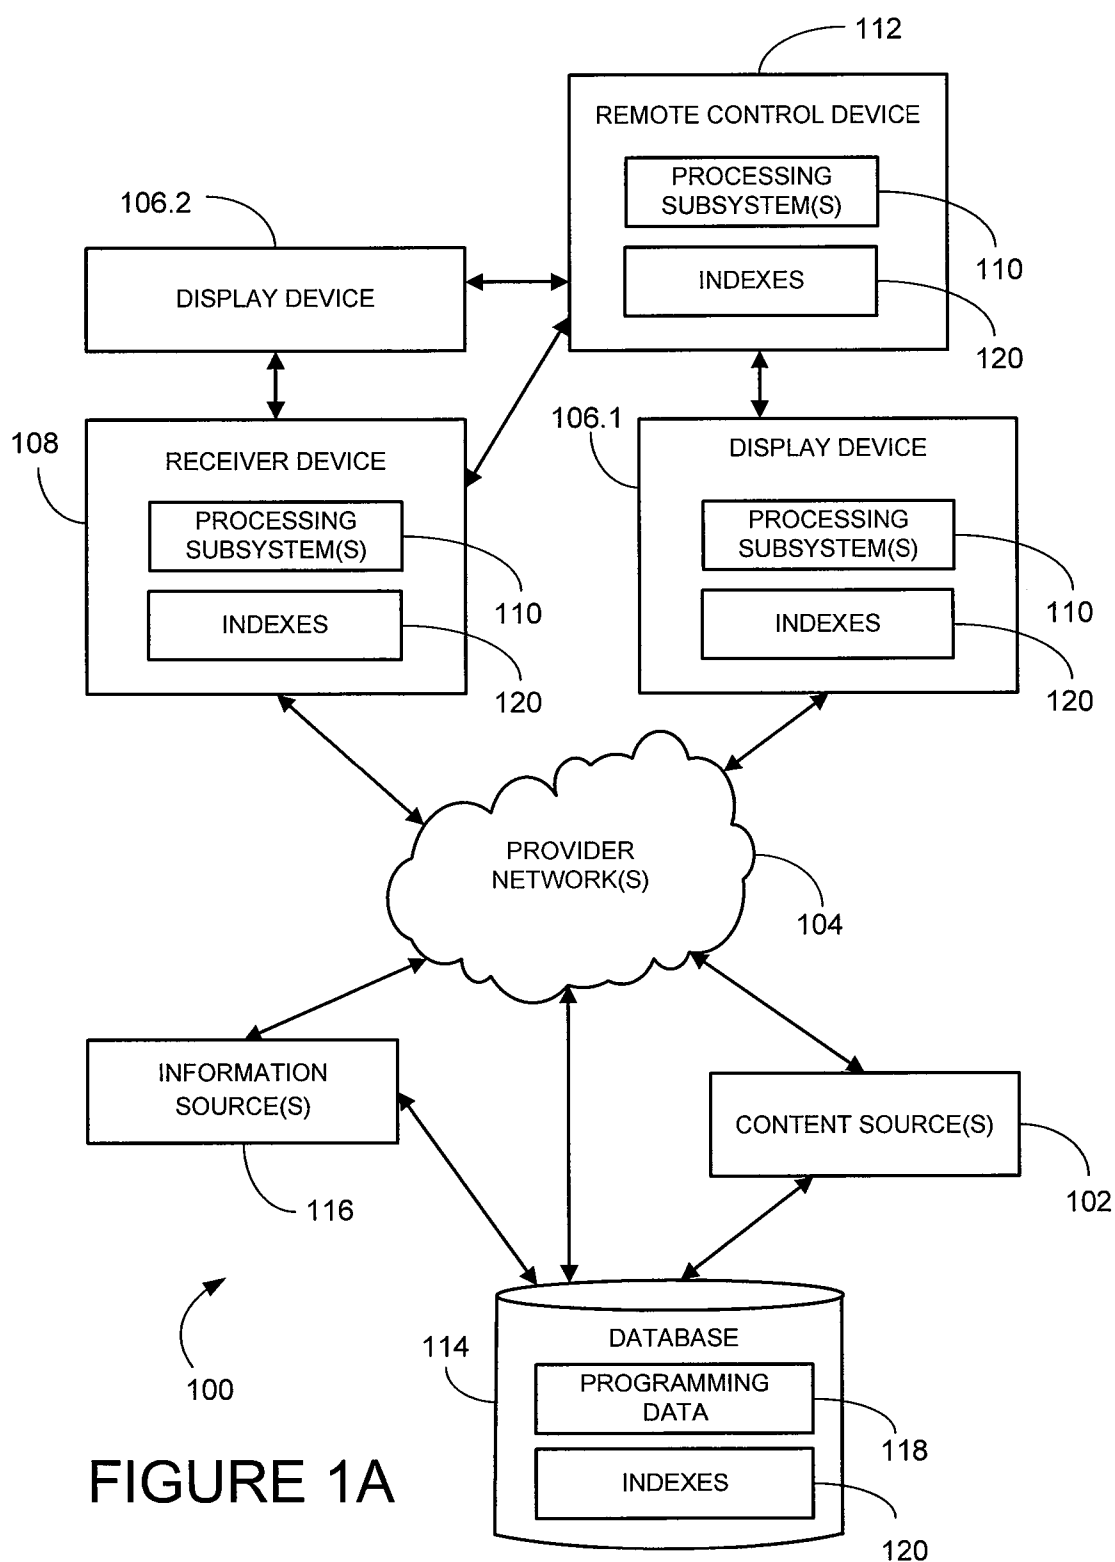 112
REMOTE CONTROL DEVICE
PROCESSING
SUBSYSTEM(S)
110
INDEXES
120
106.2
DISPLAY DEVICE
108
RECEIVER DEVICE
PROCESSING
SUBSYSTEM(S)
110
INDEXES
120
106.1
DISPLAY DEVICE
PROCESSING
SUBSYSTEM(S)
110
INDEXES
120
PROVIDER
NETWORK(S)
104
INFORMATION
SOURCE(S)
116
CONTENT SOURCE(S)
102
100
114
DATABASE
PROGRAMMING
DATA
118
INDEXES
120
FIGURE 1A